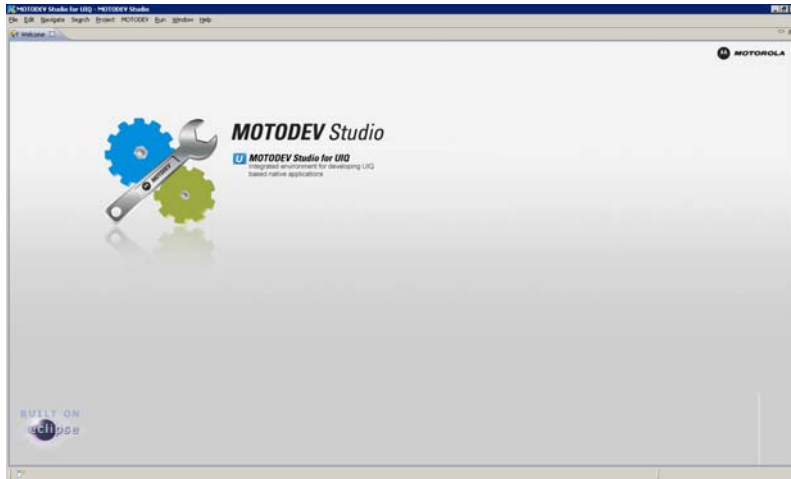 MOTODEV Studio for UIQ - MOTODEV Studio
File Edit Navigate Search Project MOTODEV Run Window Help
Welcome
MOTOROLA
MOTODEV Studio
U MOTODEV Studio for UIQ
Integrated environment for developing UIQ
based native applications
MOTODEV
BUILT ON
eclipse